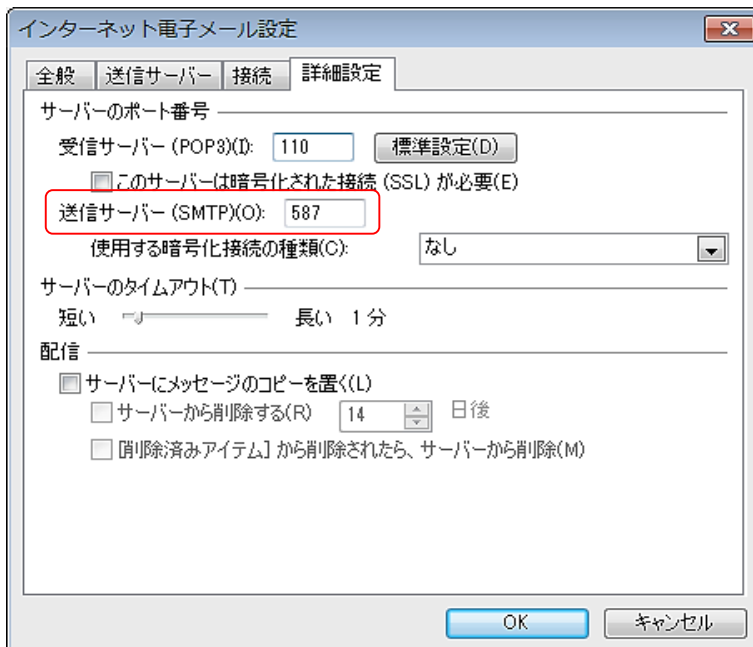 インターネット電子メール設定
全般 送信サーバー 接続 詳細設定
サーバーのポート番号
受信サーバー (POP3)(I): 110 標準設定(D)
このサーバーは暗号化された接続 (SSL) が必要(E)
送信サーバー (SMTP)(O): 587
使用する暗号化接続の種類(C): なし
サーバーのタイムアウト(T)
短い 長い 1 分
配信
サーバーにメッセージのコピーを置く(L)
サーバーから削除する(R) 14 日後
[削除済みアイテム] から削除されたら、サーバーから削除(M)
OK キャンセル